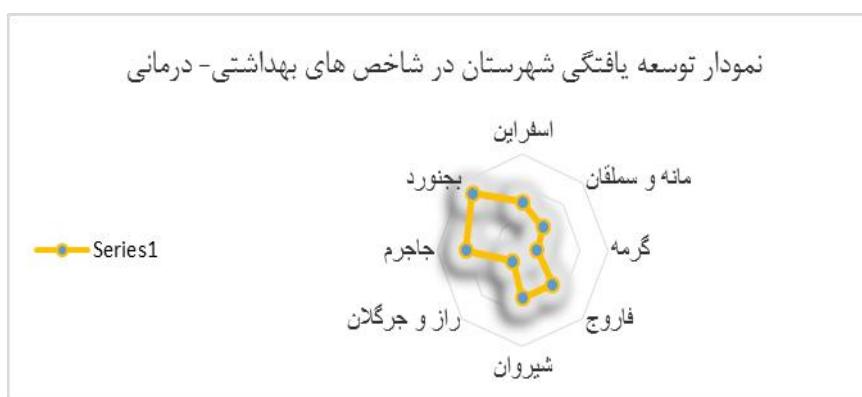 نمودار توسعه یافتگی شهرستان در شاخص های بهداشتی- درمانی
اسفراین
مانه و سملقان
گرمه
فاروج
شیروان
راز و جرگلان
جاجرم
بجنورد
Series1